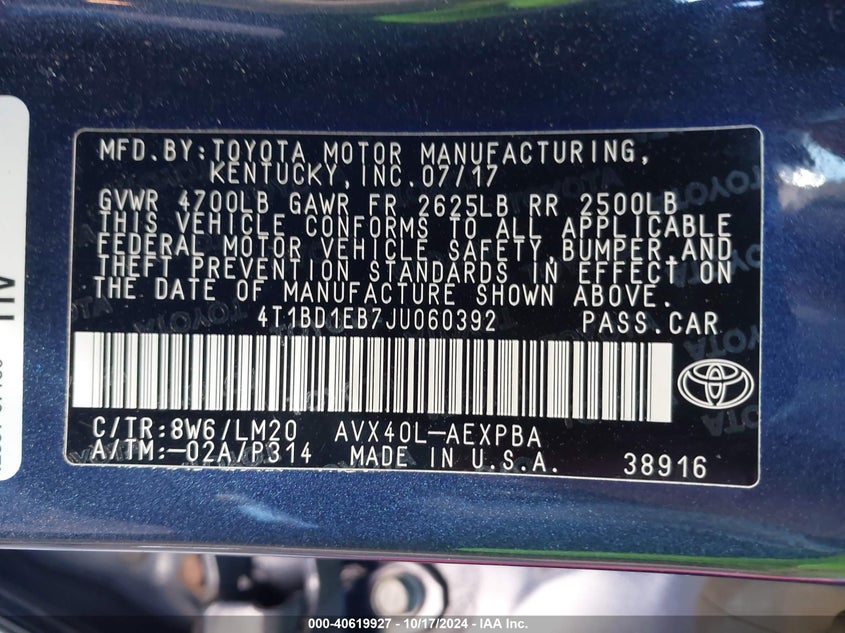 MFD.BY:TOYOTA MOTOR MANUFACTURING,
KENTUCKY, INC.07/17
GVWR 4700LB GAWR FR 2625LB RR 2500LB
THIS VEHICLE CONFORMS TO ALL APPLICABLE
FEDERAL MOTOR VEHICLE SAFETY,BUMPER,AND
THEFT PREVENTION STANDARDS IN EFFECT ON
THE DATE OF MANUFACTURE SHOWN ABOVE.
4T1BD1EB7JU060392 PASS.CAR
C/TR:8W6/LM20 AVX40L-AEXPBA
A/TM:-02A/P314 MADE IN U.S.A. 38916
000-40619927 - 10/17/2024 - IAA Inc.